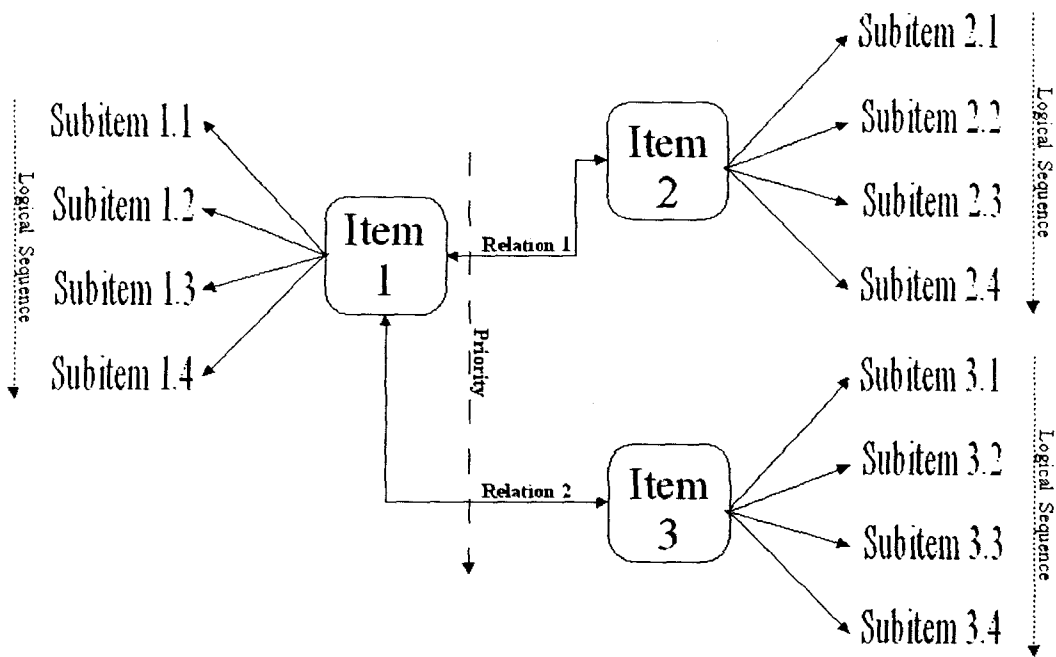 Subitem 1.1
Subitem 1.2
Subitem 1.3
Subitem 1.4
Logical Sequence
Item
1
Relation 1
Priority
Relation 2
Item
2
Subitem 2.1
Subitem 2.2
Subitem 2.3
Subitem 2.4
Logical Sequence
Item
3
Subitem 3.1
Subitem 3.2
Subitem 3.3
Subitem 3.4
Logical Sequence